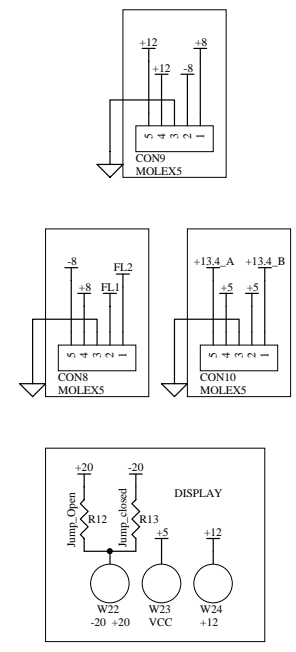 +12 +8
+12 -8
5 4 3 2 1
CON9
MOLEX5
-8 FL2
+8 FL1
5 4 3 2 1
CON8
MOLEX5
+13.4_A +13.4_B
+5 +5
5 4 3 2 1
CON10
MOLEX5
+20 -20
DISPLAY
Jump_Open R12 Jump_closed R13
+5 +12
W22 W23 W24
-20 +20 VCC +12